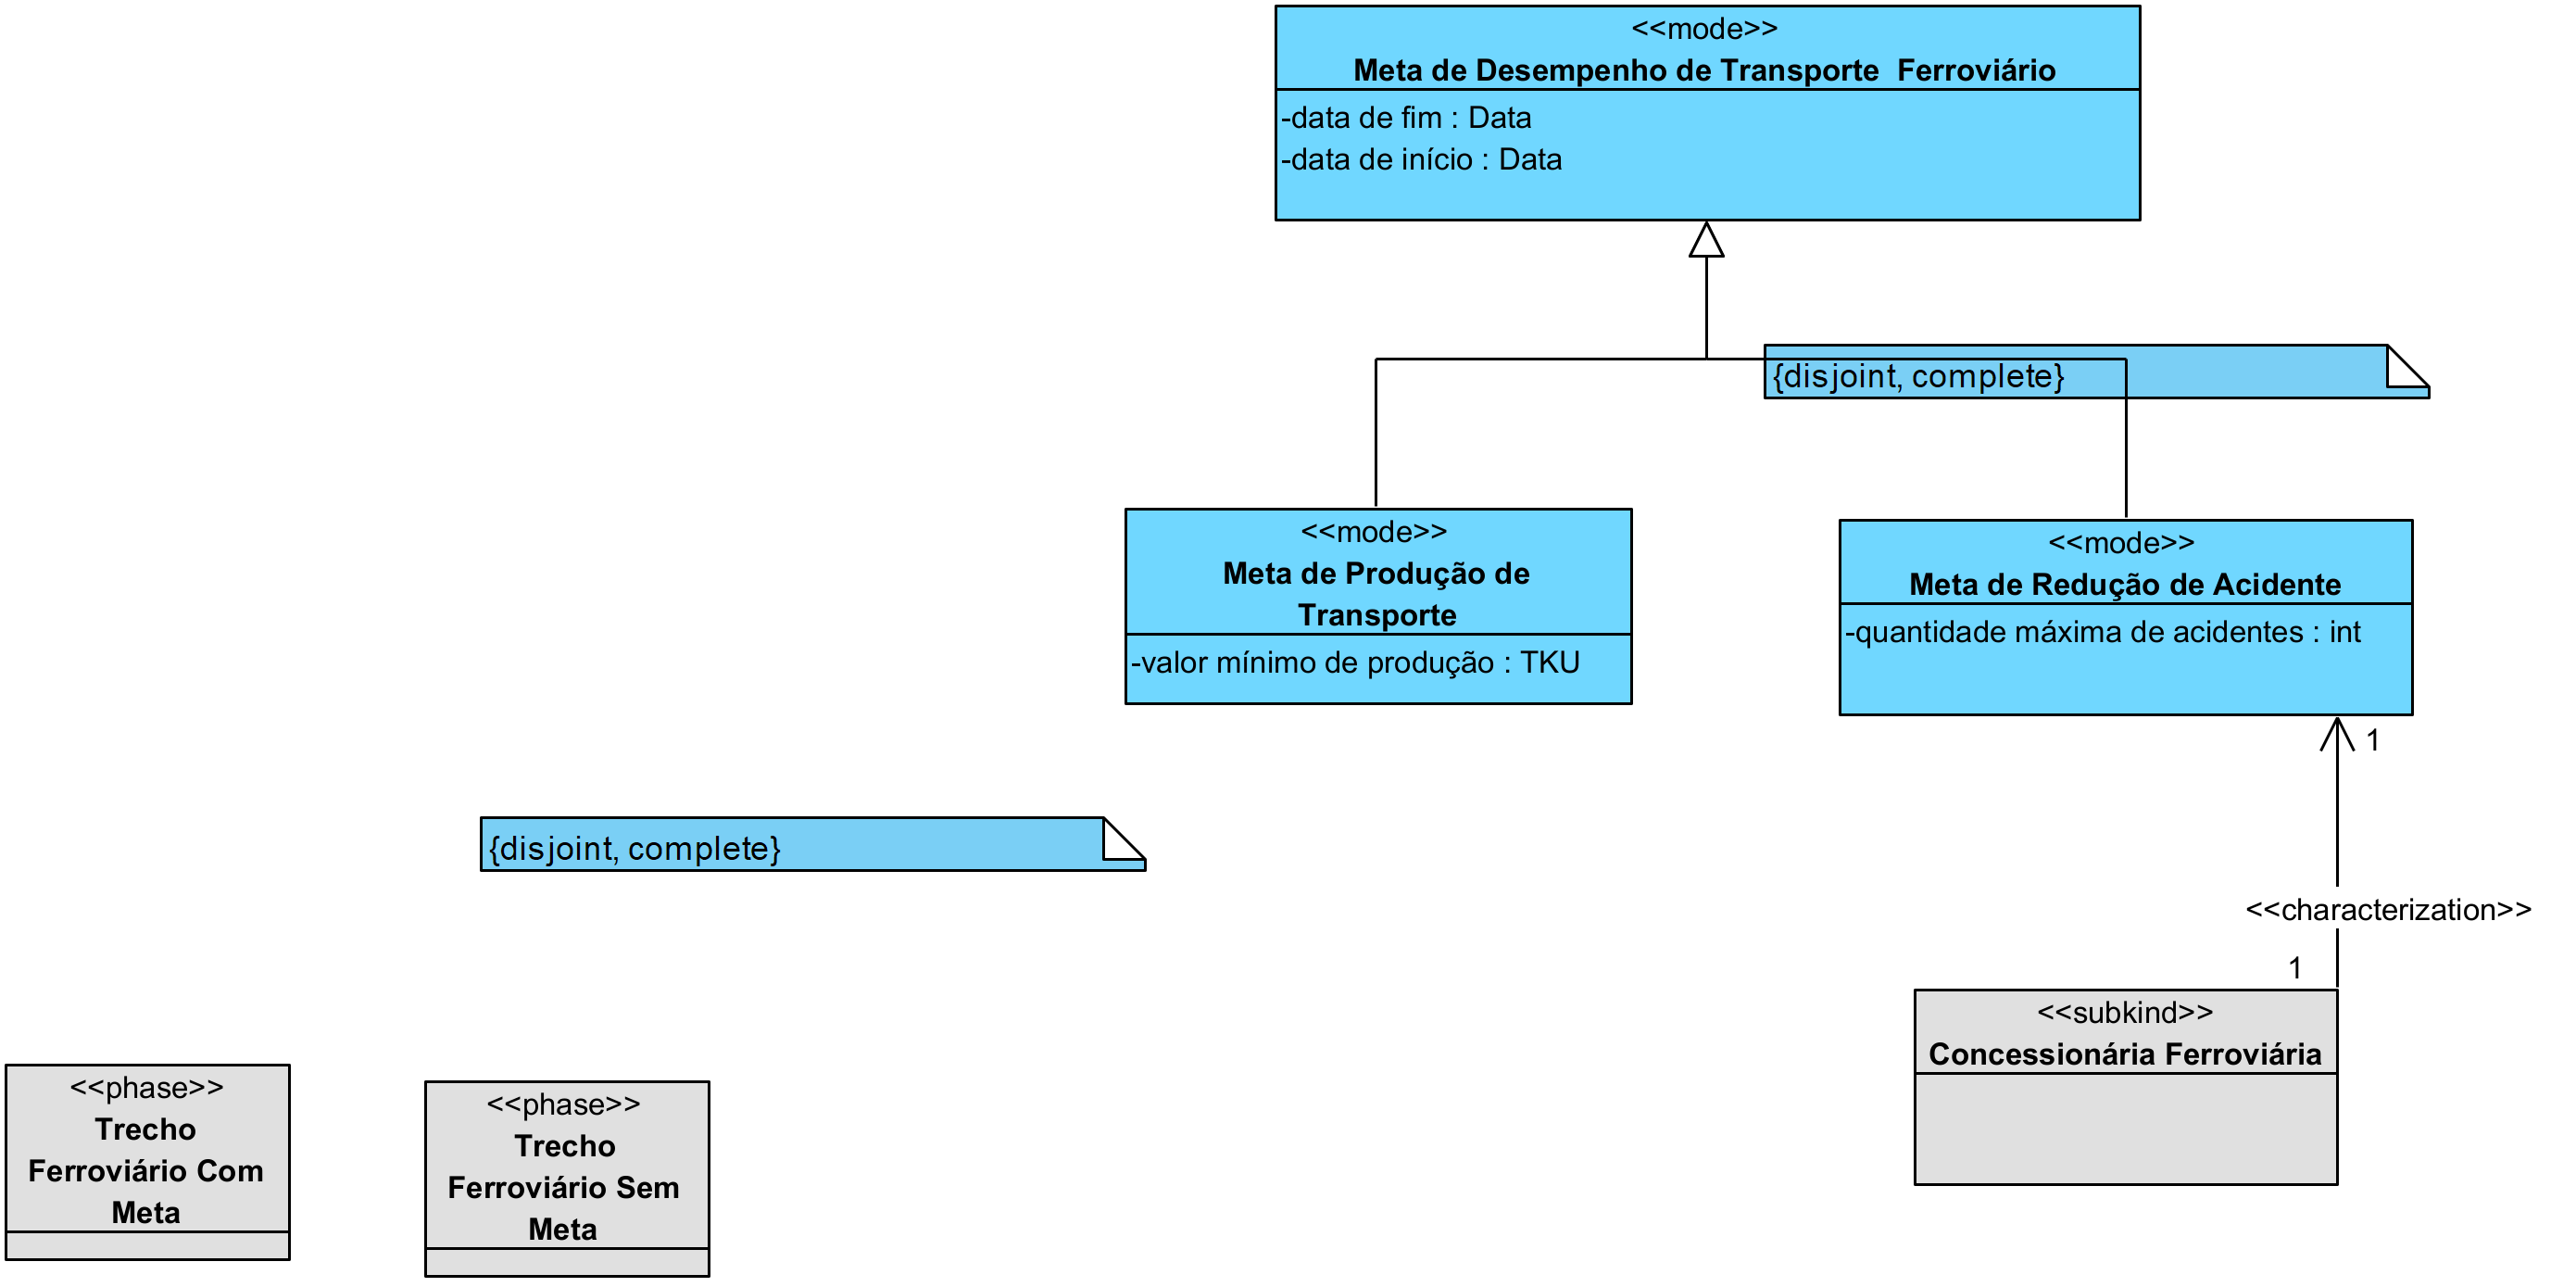 <<mode>>
Meta de Desempenho de Transporte  Ferroviário
-data de fim : Data
-data de início : Data
{disjoint, complete}
<<mode>>
Meta de Produção de
Transporte
-valor mínimo de produção : TKU
<<mode>>
Meta de Redução de Acidente
-quantidade máxima de acidentes : int
1
{disjoint, complete}
<<characterization>>
1
<<subkind>>
Concessionária Ferroviária
<<phase>>
Trecho
Ferroviário Com
Meta
<<phase>>
Trecho
Ferroviário Sem
Meta